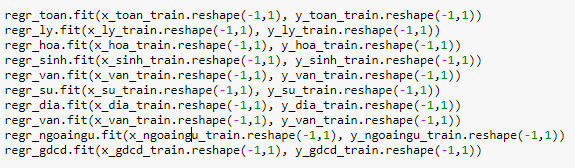 regr_toan.fit(x_toan_train.reshape(-1,1), y_toan_train.reshape(-1,1))
regr_ly.fit(x_ly_train.reshape(-1,1), y_ly_train.reshape(-1,1))
regr_hoa.fit(x_hoa_train.reshape(-1,1), y_hoa_train.reshape(-1,1))
regr_sinh.fit(x_sinh_train.reshape(-1,1), y_sinh_train.reshape(-1,1))
regr_van.fit(x_van_train.reshape(-1,1), y_van_train.reshape(-1,1))
regr_su.fit(x_su_train.reshape(-1,1), y_su_train.reshape(-1,1))
regr_dia.fit(x_dia_train.reshape(-1,1), y_dia_train.reshape(-1,1))
regr_van.fit(x_van_train.reshape(-1,1), y_van_train.reshape(-1,1))
regr_ngoaingu.fit(x_ngoaingu_train.reshape(-1,1), y_ngoaingu_train.reshape(-1,1))
regr_gdcd.fit(x_gdcd_train.reshape(-1,1), y_gdcd_train.reshape(-1,1))